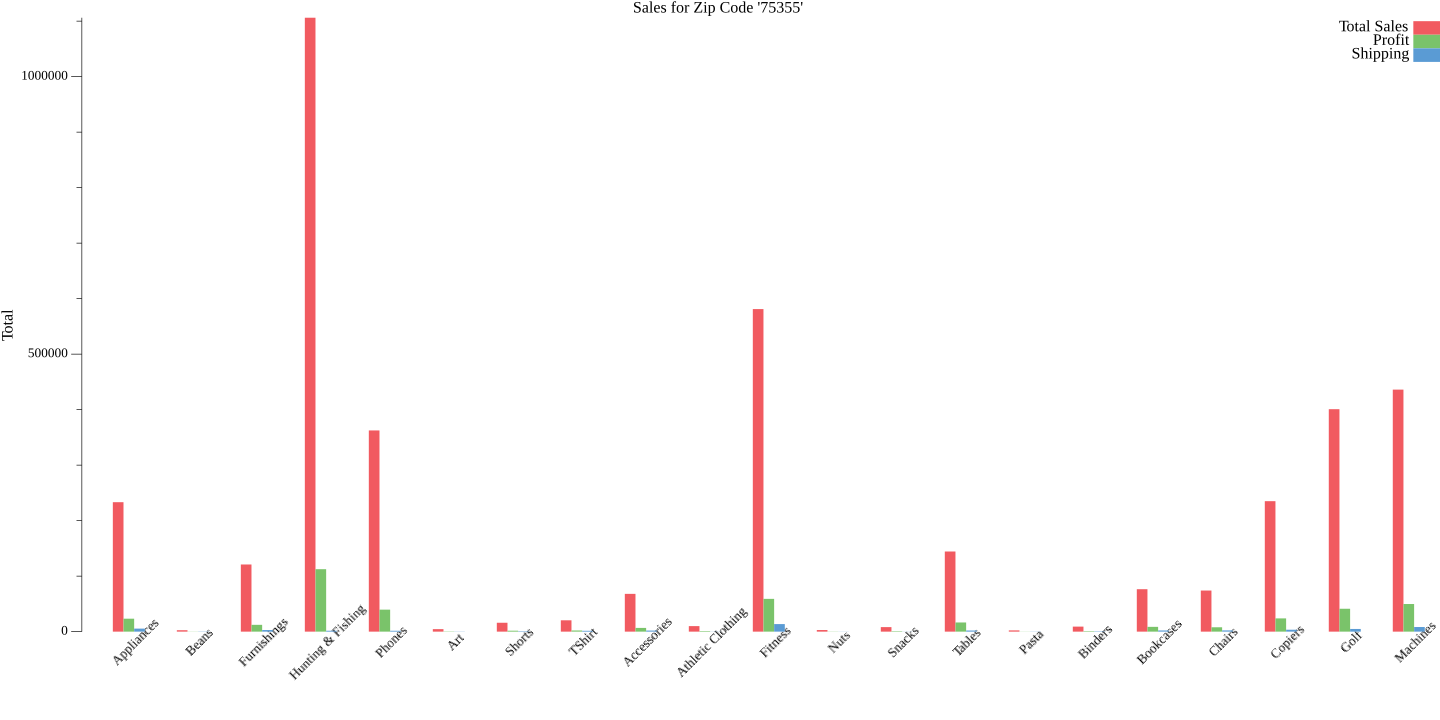 Sales for Zip Code '75355'
Total Sales
Profit
Shipping
1000000
500000
0
Total
Appliances
Beans
Furnishings
Hunting & Fishing
Phones
Art
Shorts
TShirt
Accessories
Athletic Clothing
Fitness
Nuts
Snacks
Tables
Pasta
Binders
Bookcases
Chairs
Copiers
Golf
Machines